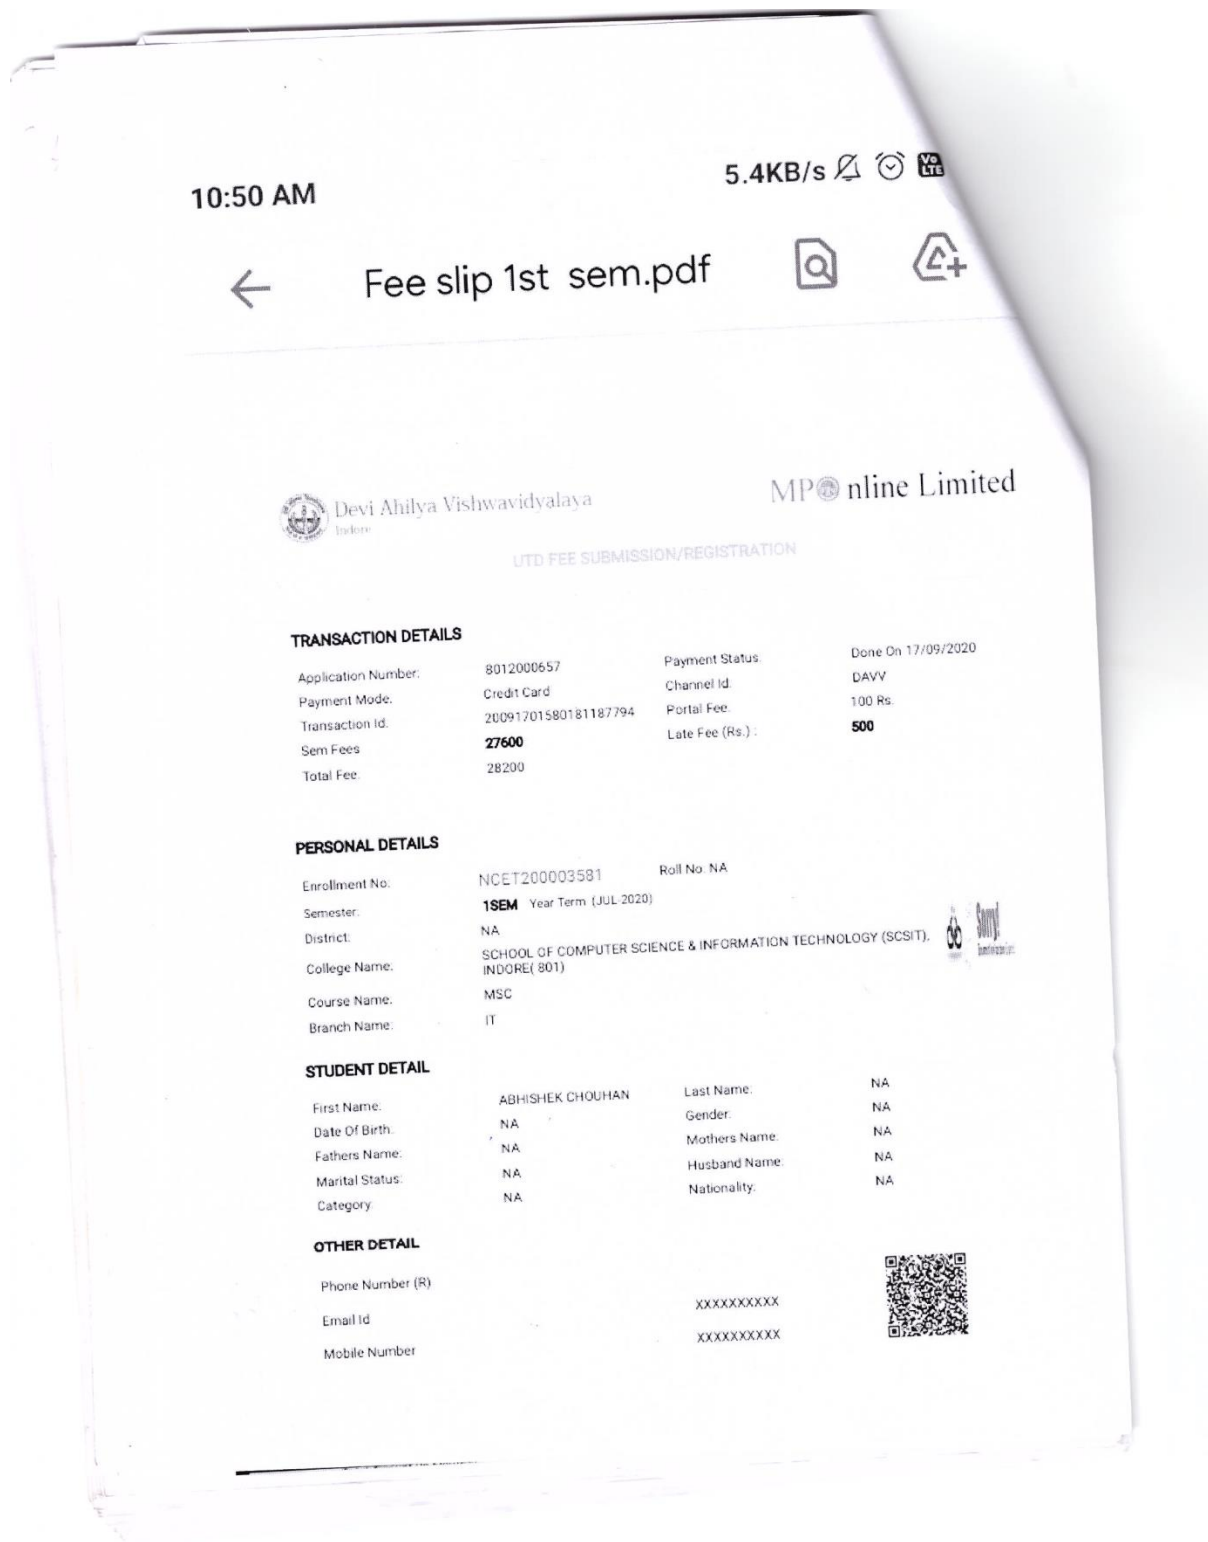 10:50 AM 5.4KB/s Vo LTE
Fee slip 1st sem.pdf
Devi Ahilya Vishwavidyalaya MPOnline Limited
Indore
UTD FEE SUBMISSION/REGISTRATION
TRANSACTION DETAILS
Application Number: 8012000657 Payment Status: Done On 17/09/2020
Payment Mode: Credit Card Channel Id: DAVV
Transaction Id: 20091701580181187794 Portal Fee: 100 Rs.
Sem Fees 27600 Late Fee (Rs.) : 500
Total Fee: 28200
PERSONAL DETAILS
Enrollment No: NCET200003581 Roll No. NA
Semester: 1SEM Year Term (JUL-2020)
District: NA
College Name: SCHOOL OF COMPUTER SCIENCE & INFORMATION TECHNOLOGY (SCSIT),
INDORE( 801)
Sorry!
Course Name: MSC
Branch Name: IT
STUDENT DETAIL
First Name: ABHISHEK CHOUHAN Last Name: NA
Date Of Birth: NA Gender: NA
Fathers Name: NA Mothers Name: NA
Marital Status: NA Husband Name: NA
Category NA Nationality: NA
OTHER DETAIL
Phone Number (R)
Email Id XXXXXXXXXX
Mobile Number XXXXXXXXXX